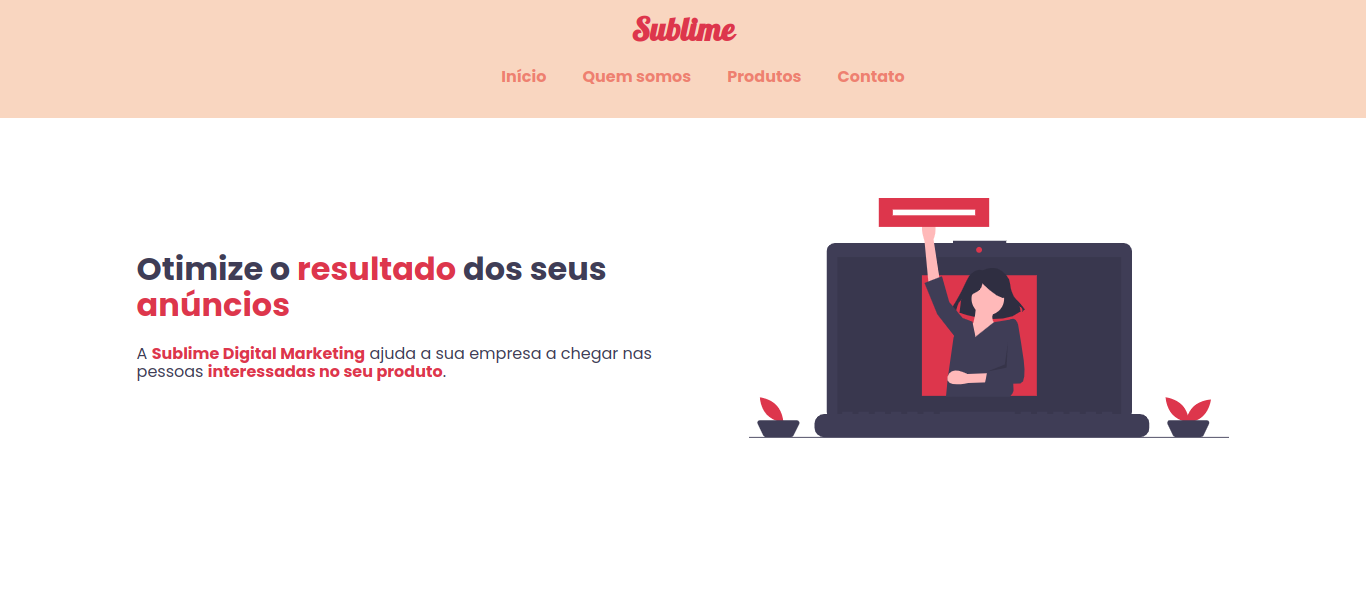 Sublime
Início Quem somos Produtos Contato
Otimize o resultado dos seus
anúncios
A Sublime Digital Marketing ajuda a sua empresa a chegar nas
pessoas interessadas no seu produto.